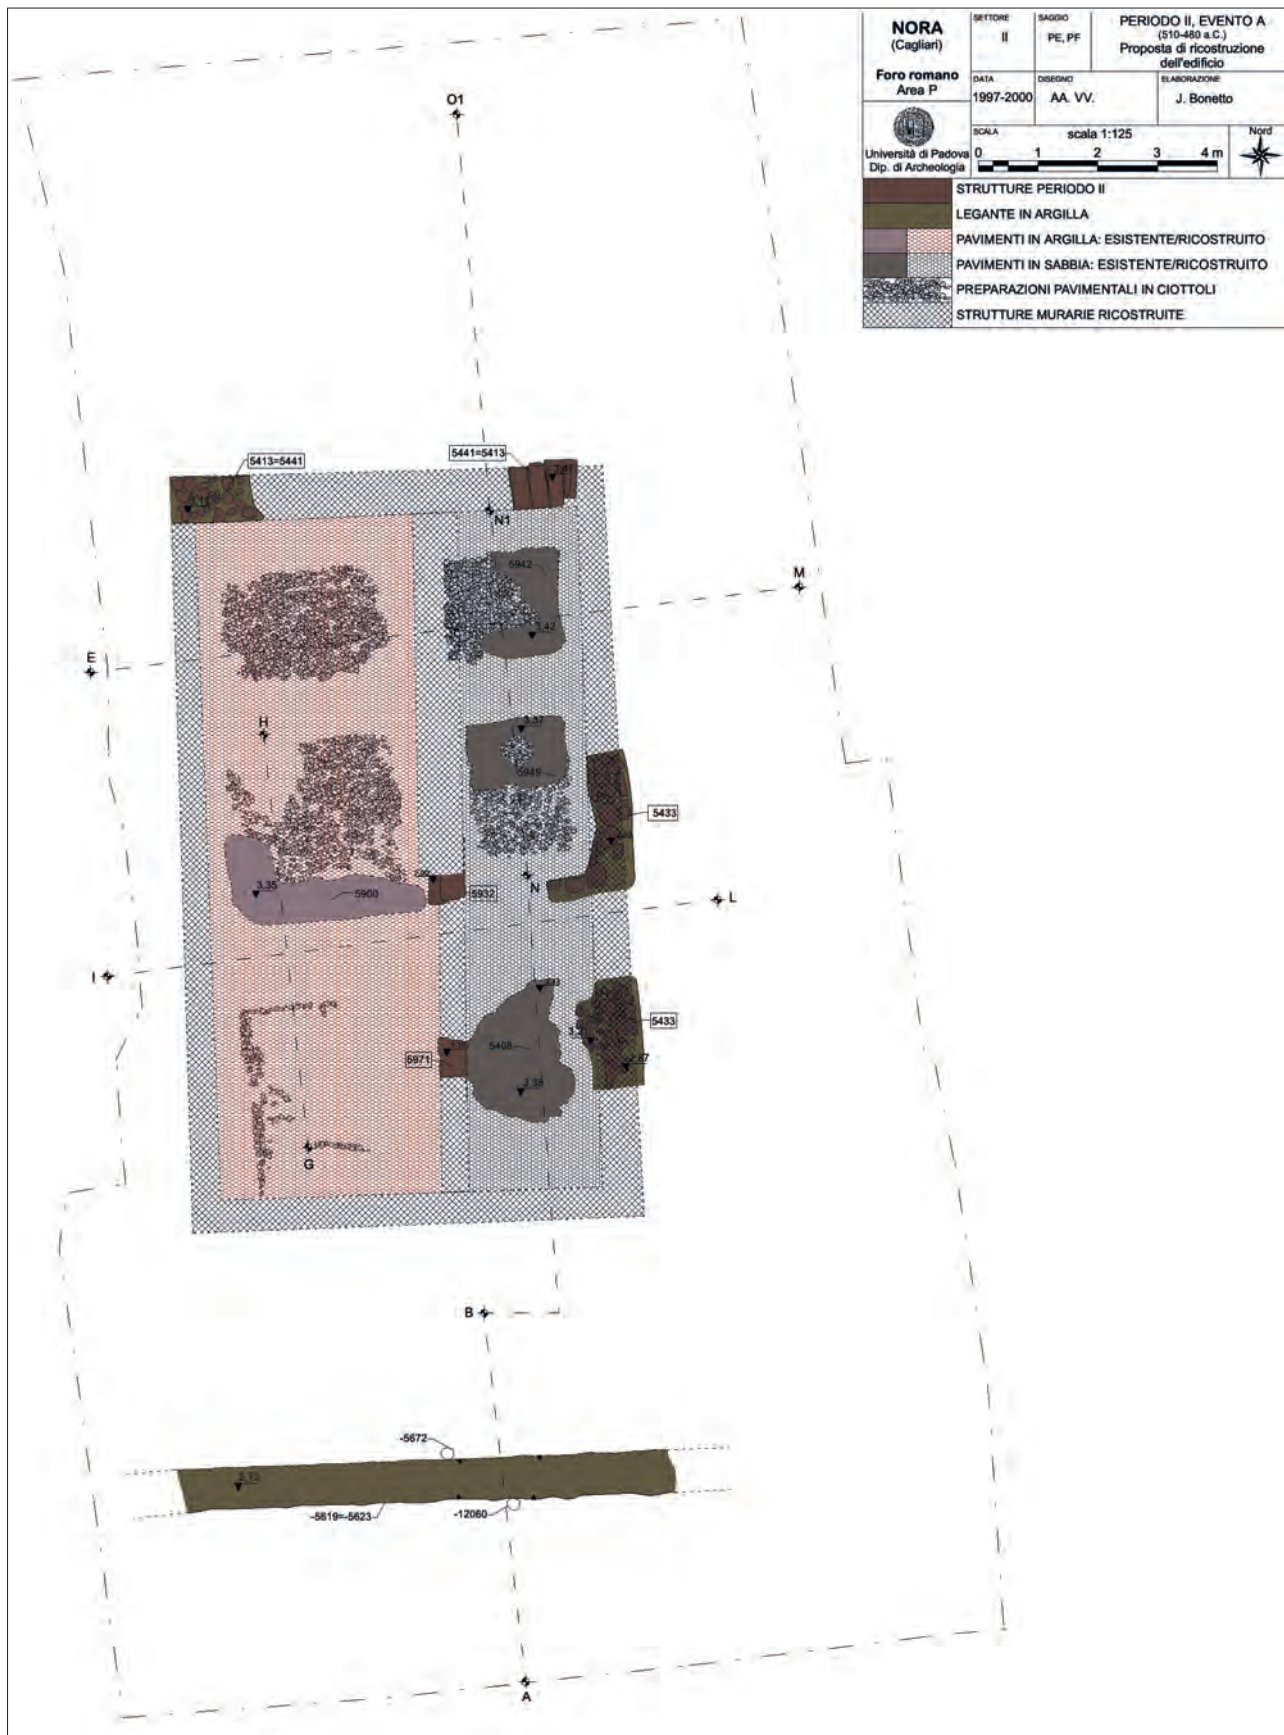 NORA
(Cagliari)
Foro romano
Area P
Università di Padova
Dip. di Archeologia
SETTORE
II
SAGGIO
PE, PF
PERIODO II, EVENTO A
(510-480 a.C.)
Proposta di ricostruzione
dell'edificio
DATA
1997-2000
DISEGNO
AA. VV.
ELABORAZIONE
J. Bonetto
SCALA
scala 1:125
0 1 2 3 4 m
Nord
STRUTTURE PERIODO II
LEGANTE IN ARGILLA
PAVIMENTI IN ARGILLA: ESISTENTE/RICOSTRUITO
PAVIMENTI IN SABBIA: ESISTENTE/RICOSTRUITO
PREPARAZIONI PAVIMENTALI IN CIOTTOLI
STRUTTURE MURARIE RICOSTRUITE
O1
5413=5441
5441=5413
N1
5942
M
3,42
E
H
3,37
5949
5433
3,35
5900
5932
N
L
I
5433
5971
5408
3,38
2,87
G
B
-5672
-5619=-5623
-12060
A